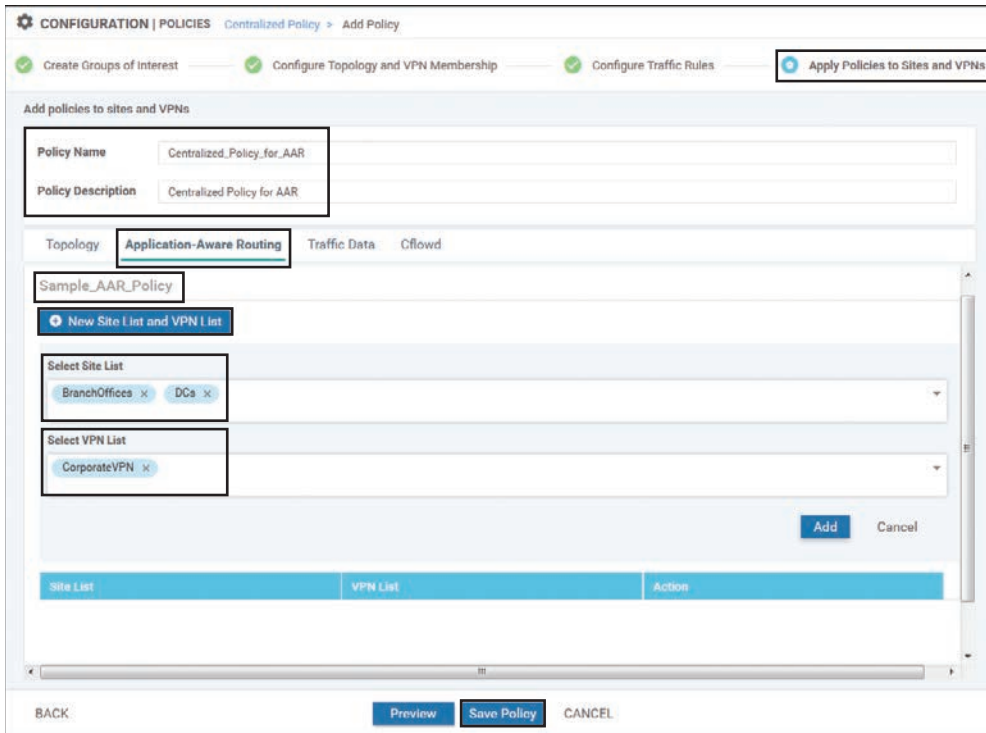 CONFIGURATION | POLICIES Centralized Policy > Add Policy
Create Groups of Interest
Configure Topology and VPN Membership
Configure Traffic Rules
Apply Policies to Sites and VPNs
Add policies to sites and VPNs
Policy Name Centralized_Policy_for_AAR
Policy Description Centralized Policy for AAR
Topology Application-Aware Routing Traffic Data Cflowd
Sample_AAR_Policy
New Site List and VPN List
Select Site List
BranchOffices × DCs ×
Select VPN List
CorporateVPN ×
Add Cancel
Site List VPN List Action
BACK Preview Save Policy CANCEL